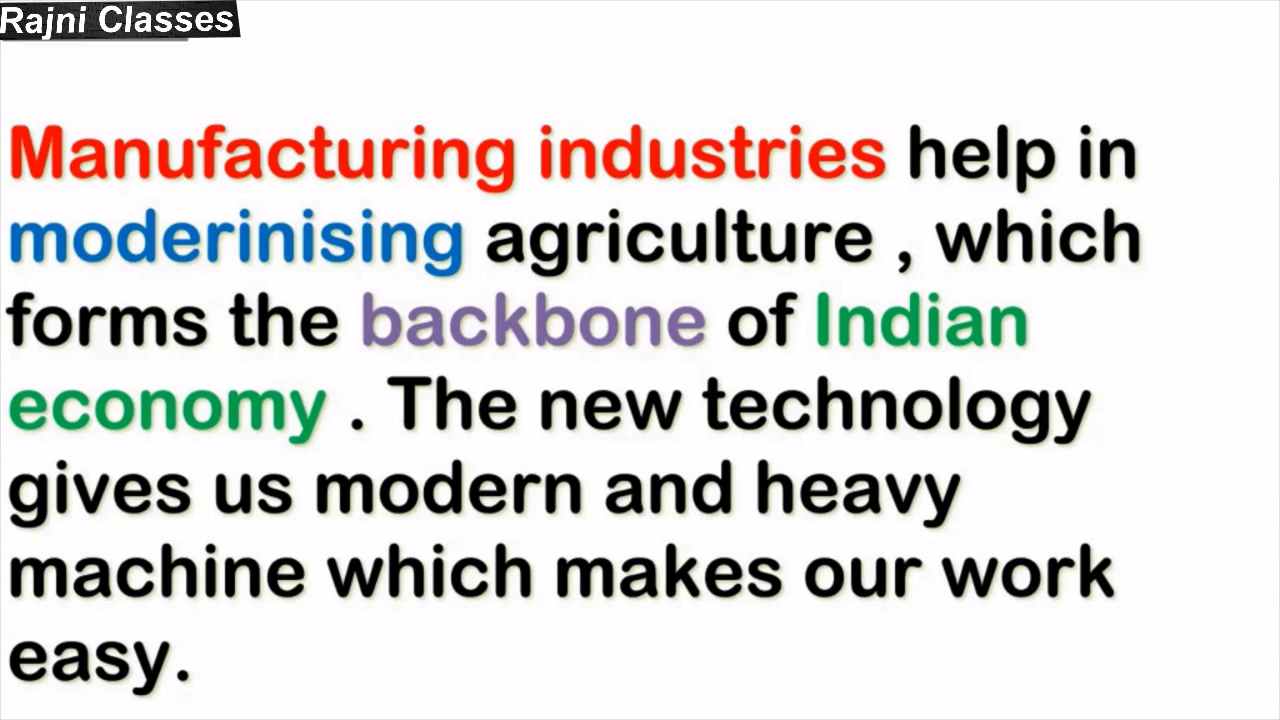 Rajni Classes
Manufacturing industries help in
moderinising agriculture , which
forms the backbone of Indian
economy . The new technology
gives us modern and heavy
machine which makes our work
easy.